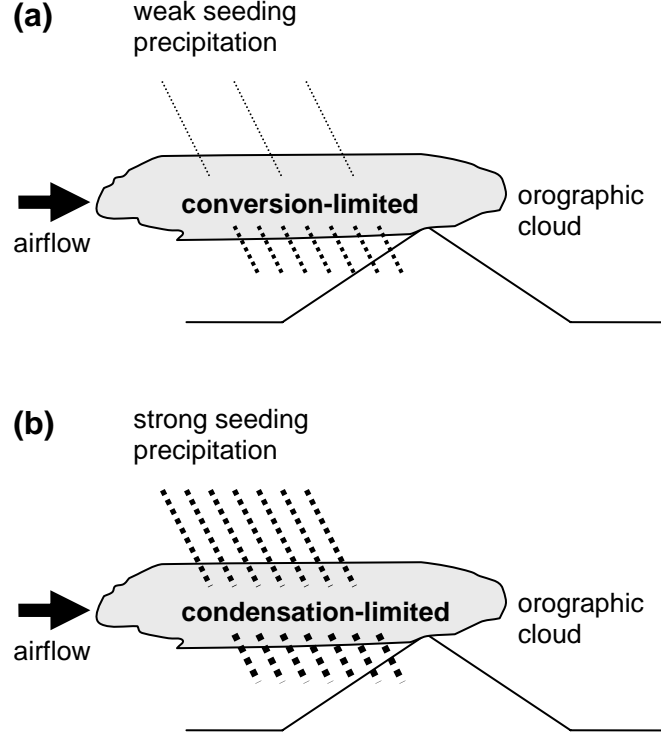 (a)
weak seeding
precipitation
conversion-limited
airflow
orographic
cloud
(b)
strong seeding
precipitation
condensation-limited
airflow
orographic
cloud